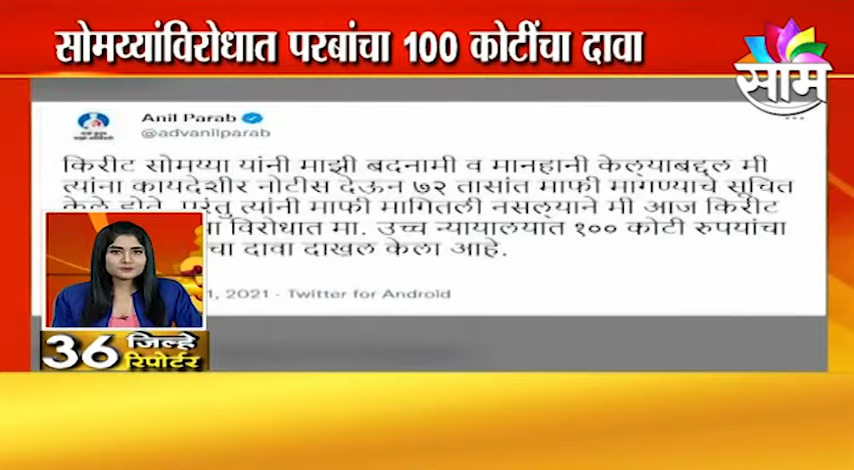 सोमय्यांविरोधात परबांचा 100 कोटींचा दावा
साम
Anil Parab
@advanilparab
किरीट सोमय्या यांनी माझी बदनामी व मानहानी केल्याबद्दल मी
त्यांना कायदेशीर नोटीस देऊन ७२ तासांत माफी मागण्याचे सूचित
केले होते. परंतु त्यांनी माफी मागितली नसल्याने मी आज किरीट
विरोधात मा. उच्च न्यायालयात १०० कोटी रुपयांचा
चा दावा दाखल केला आहे.
1, 2021 · Twitter for Android
36 जिल्हे
रिपोर्टर